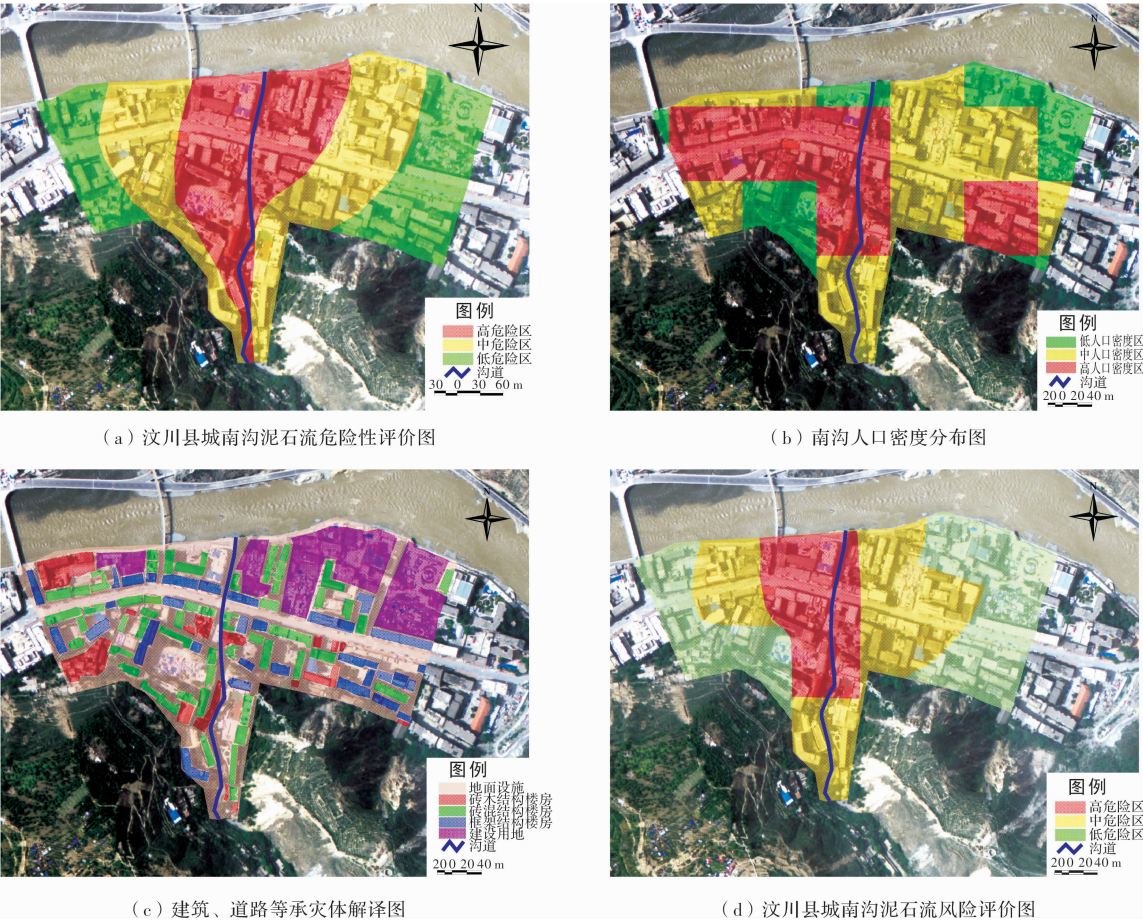 N
图例
高危险区
中危险区
低危险区
沟道
30 0 30 60 m
(a)汶川县城南沟泥石流危险性评价图
N
图例
低人口密度区
中人口密度区
高人口密度区
沟道
20 0 20 40 m
(b)南沟人口密度分布图
N
图例
地面设施
砖木结构楼房
砖混结构楼房
框架结构楼房
建设用地
沟道
20 0 20 40 m
(c)建筑、道路等承灾体解译图
N
图例
高危险区
中危险区
低危险区
沟道
20 0 20 40 m
(d)汶川县城南沟泥石流风险评价图